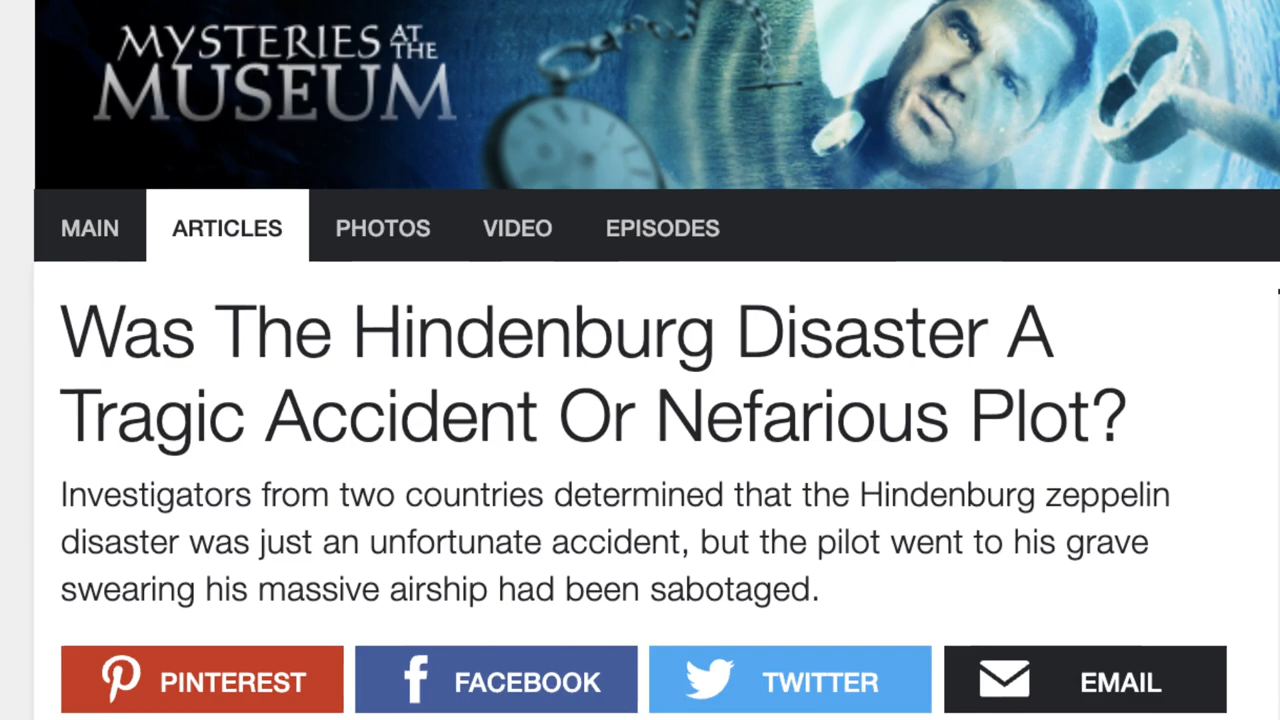 MYSTERIES AT THE
MUSEUM
MAIN ARTICLES PHOTOS VIDEO EPISODES
Was The Hindenburg Disaster A
Tragic Accident Or Nefarious Plot?
Investigators from two countries determined that the Hindenburg zeppelin
disaster was just an unfortunate accident, but the pilot went to his grave
swearing his massive airship had been sabotaged.
PINTEREST FACEBOOK TWITTER EMAIL